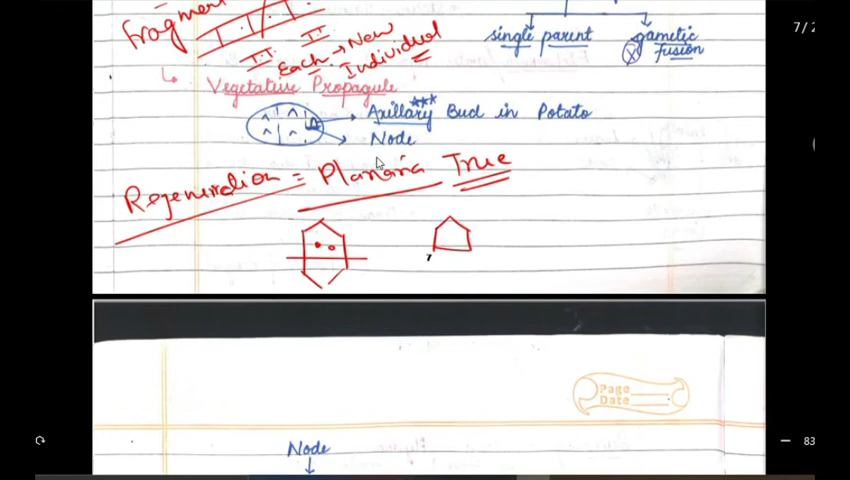 fragment
single parent
gametic
fusion
Each → New
Individual
Vegetative Propagule
Axillary*** Bud in Potato
Node
Regeneration = Planaria True
Page
Date
Node
7/2
83